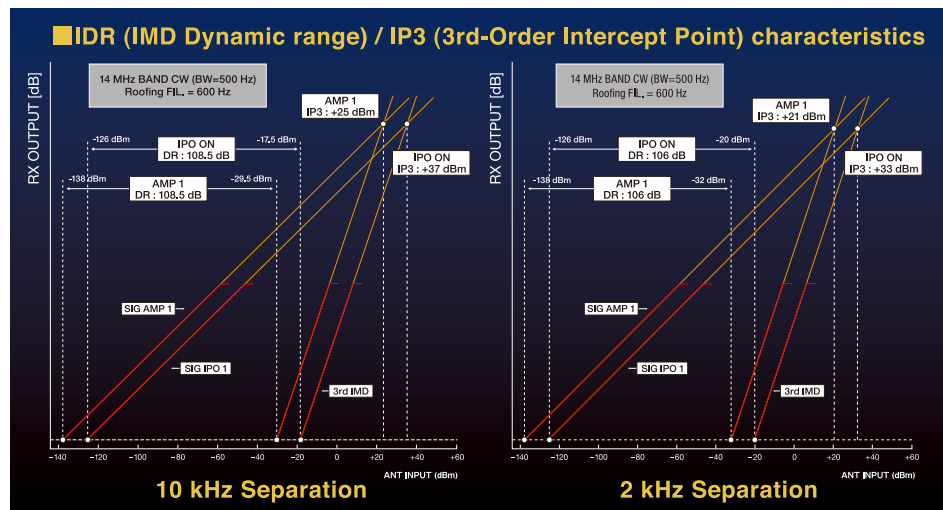 ■IDR (IMD Dynamic range) / IP3 (3rd-Order Intercept Point) characteristics
RX OUTPUT [dB]
14 MHz BAND CW (BW=500 Hz)
Roofing FIL. = 600 Hz
AMP 1
IP3 : +25 dBm
-126 dBm
-17.5 dBm
IPO ON
DR : 108.5 dB
IPO ON
IP3 : +37 dBm
-138 dBm
-29.5 dBm
AMP 1
DR : 108.5 dB
SIG AMP 1
SIG IPO 1
3rd IMD
−140 −120 −100 −80 −60 −40 −20 0 +20 +40 +60
ANT INPUT (dBm)
10 kHz Separation
RX OUTPUT [dB]
14 MHz BAND CW (BW=500 Hz)
Roofing FIL. = 600 Hz
AMP 1
IP3 : +21 dBm
-126 dBm
-20 dBm
IPO ON
DR : 106 dB
IPO ON
IP3 : +33 dBm
-138 dBm
-32 dBm
AMP 1
DR : 106 dB
SIG AMP 1
SIG IPO 1
3rd IMD
−140 −120 −100 −80 −60 −40 −20 0 +20 +40 +60
ANT INPUT (dBm)
2 kHz Separation